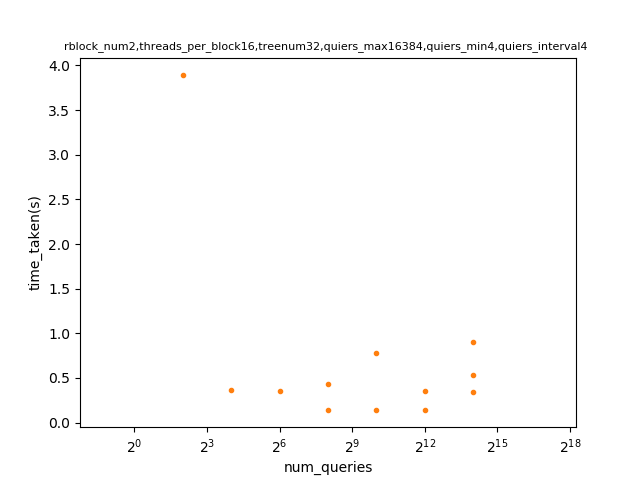 rblock_num2,threads_per_block16,treenum32,quiers_max16384,quiers_min4,quiers_interval4
4.0
3.5
3.0
2.5
2.0
1.5
1.0
0.5
0.0
time_taken(s)
2^0 2^3 2^6 2^9 2^12 2^15 2^18
num_queries